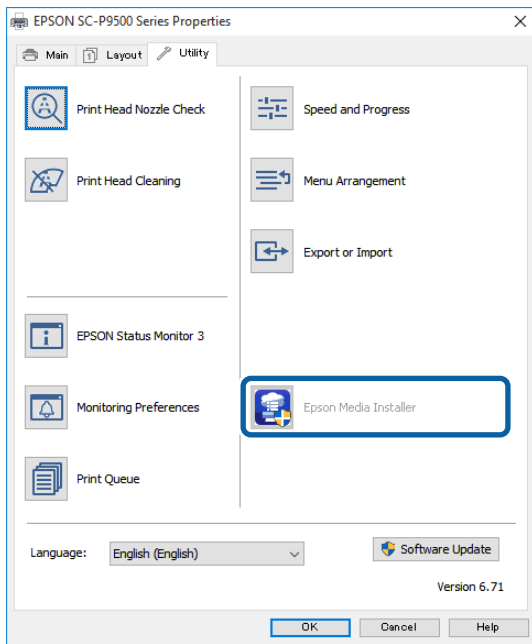 EPSON SC-P9500 Series Properties
Main
Layout
Utility
Print Head Nozzle Check
Speed and Progress
Print Head Cleaning
Menu Arrangement
Export or Import
EPSON Status Monitor 3
Monitoring Preferences
Epson Media Installer
Print Queue
Language:
English (English)
Software Update
Version 6.71
OK
Cancel
Help